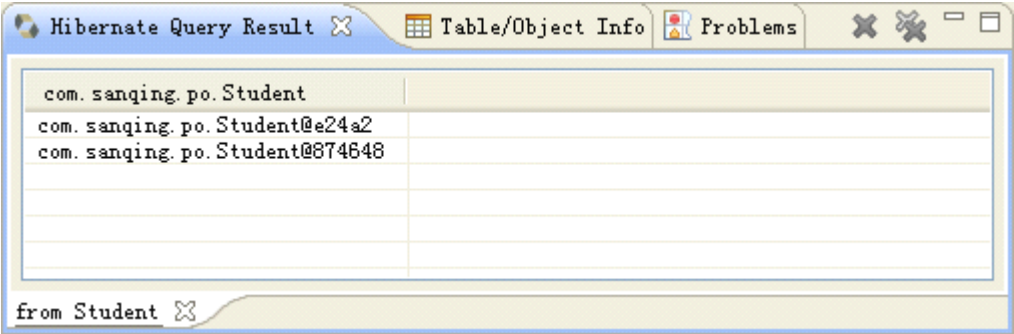 Hibernate Query Result Table/Object Info Problems
com.sanqing.po.Student
com.sanqing.po.Student@e24a2
com.sanqing.po.Student@874648
from Student